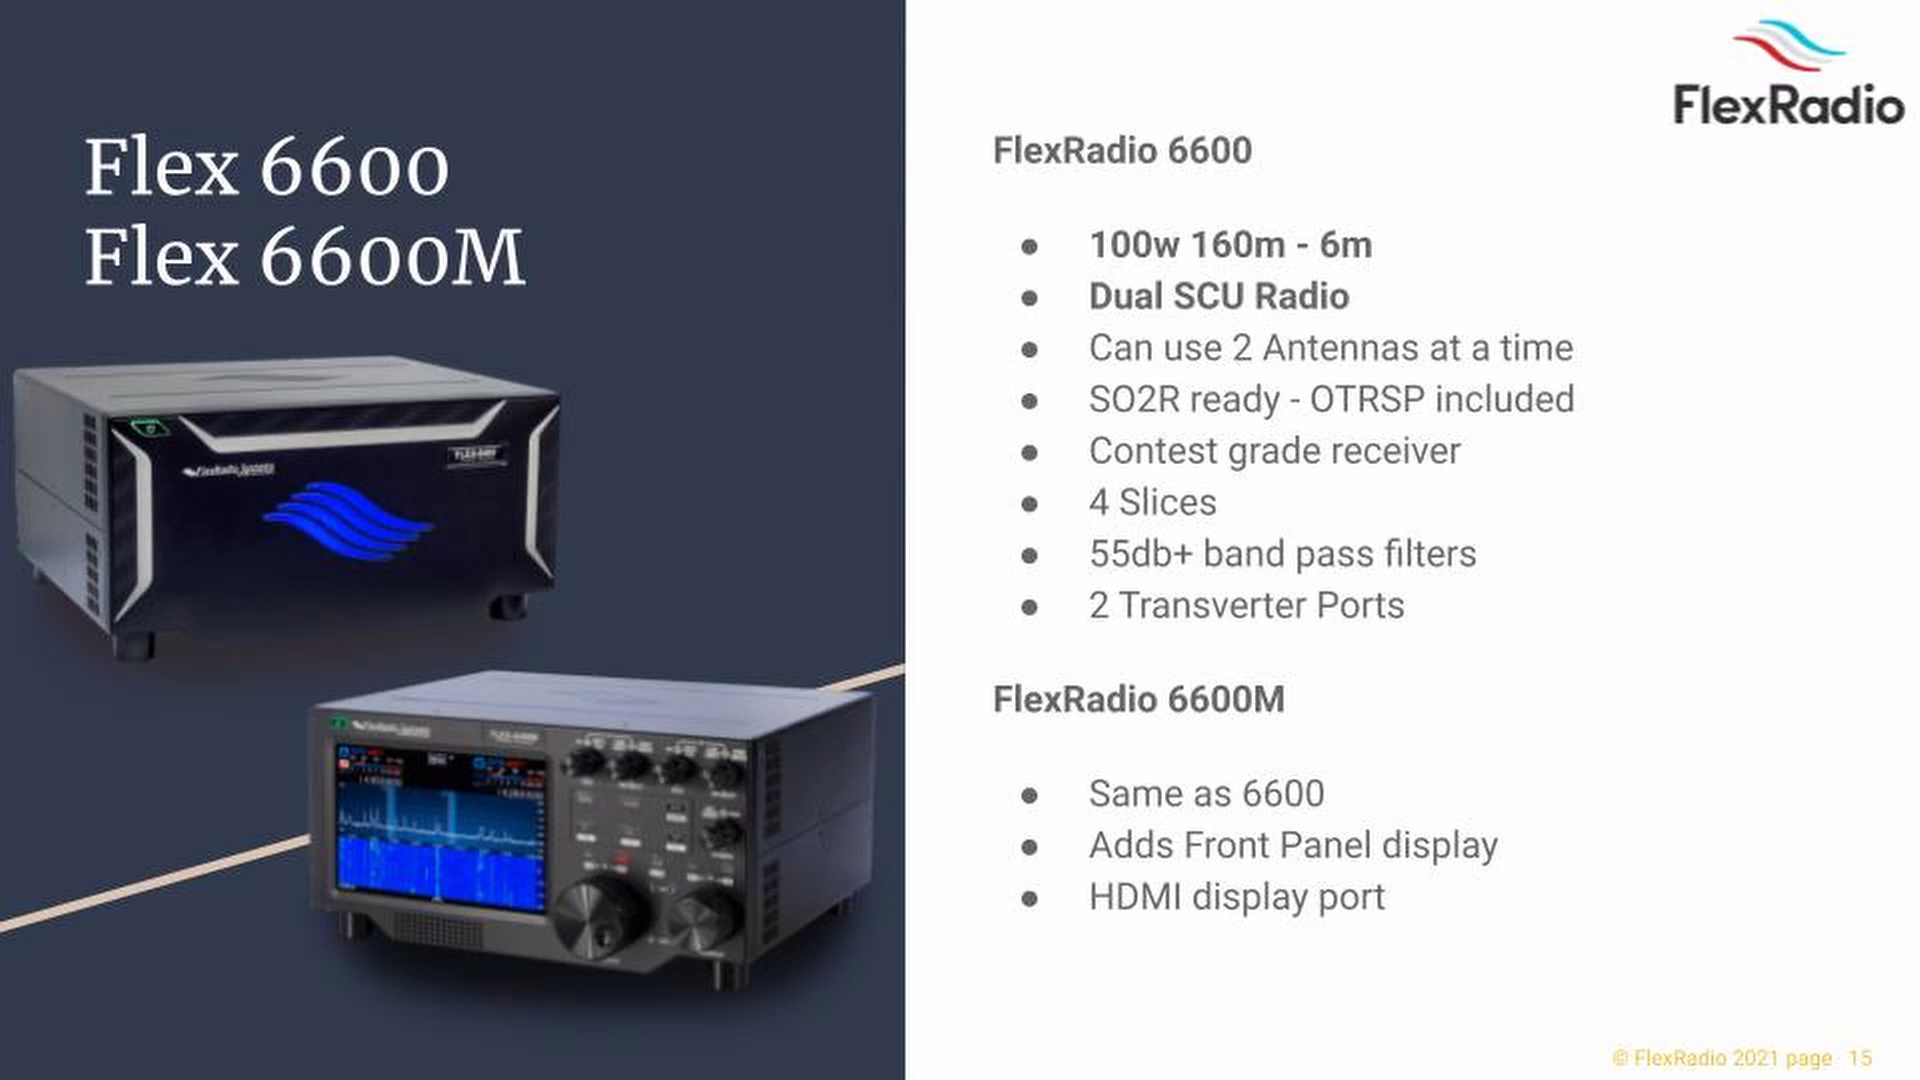 FlexRadio
Flex 6600
Flex 6600M
FlexRadio 6600
● 100w 160m - 6m
● Dual SCU Radio
● Can use 2 Antennas at a time
● SO2R ready - OTRSP included
● Contest grade receiver
● 4 Slices
● 55db+ band pass filters
● 2 Transverter Ports
FlexRadio 6600M
● Same as 6600
● Adds Front Panel display
● HDMI display port
FlexRadio Systems
© FlexRadio 2021 page 15